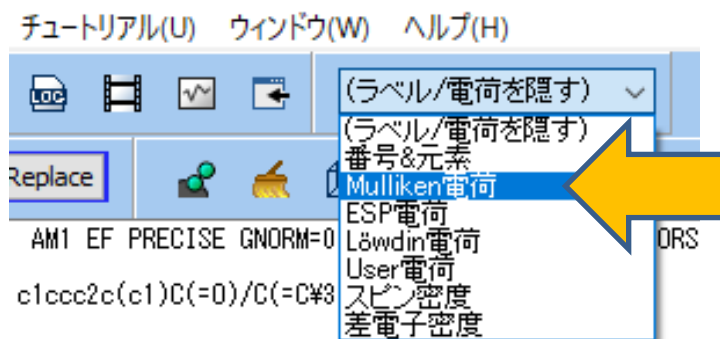 チュートリアル(U) ウィンドウ(W) ヘルプ(H)
LOG
(ラベル/電荷を隠す)
(ラベル/電荷を隠す)
番号&元素
Replace
Mulliken電荷
ESP電荷
AM1 EF PRECISE GNORM=0
Löwdin電荷
ORS
User電荷
c1ccc2c(c1)C(=O)/C(=C¥3
スピン密度
差電子密度